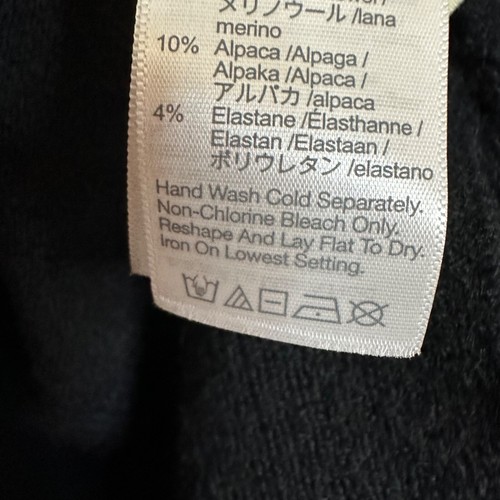 メリノウール /lana
merino
10% Alpaca /Alpaga /
Alpaka /Alpaca /
アルパカ /alpaca
4% Elastane /Élasthanne /
Elastan /Elastaan /
ポリウレタン /elastano
Hand Wash Cold Separately.
Non-Chlorine Bleach Only.
Reshape And Lay Flat To Dry.
Iron On Lowest Setting.